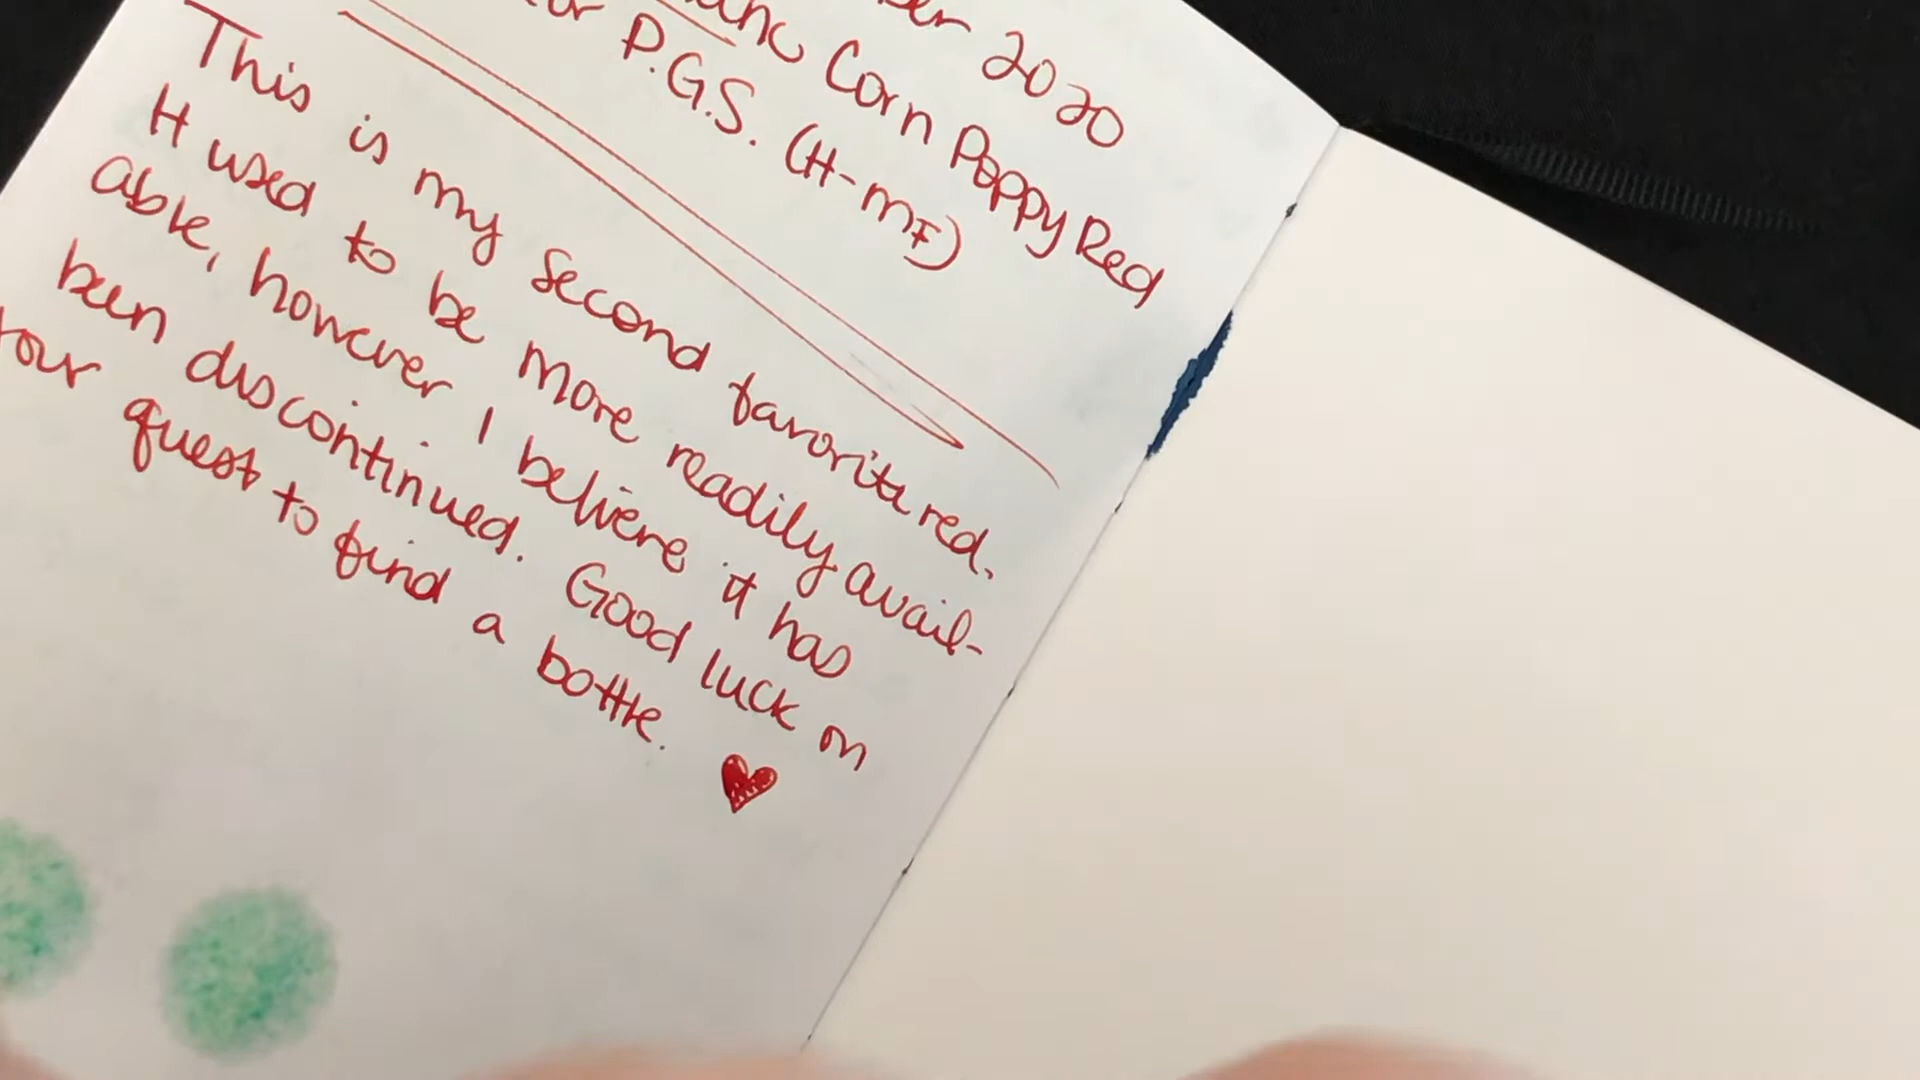 2020
Corn Poppy Red
P.G.S. (H-MF)
This is my second favorite red.
It used to be more readily avail-
able, however I believe it has
been discontinued. Good luck on
your quest to find a bottle.